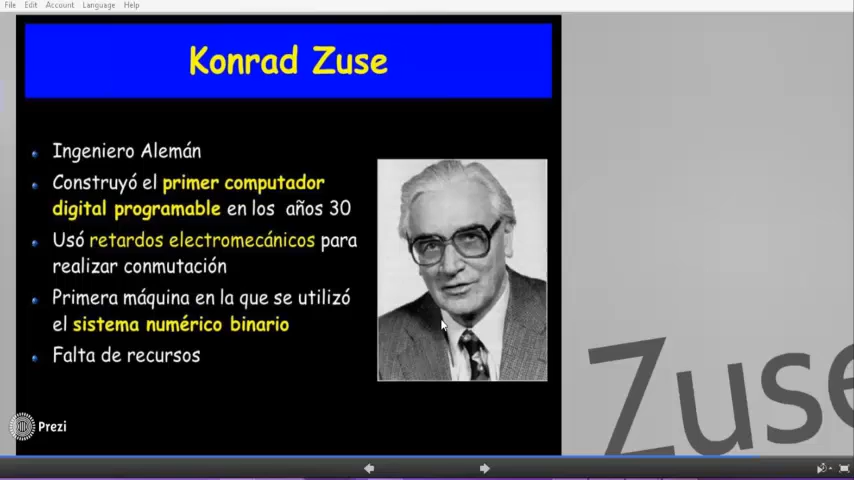 File Edit Account Language Help
Konrad Zuse
Ingeniero Alemán
Construyó el primer computador
digital programable en los años 30
Usó retardos electromecánicos para
realizar conmutación
Primera máquina en la que se utilizó
el sistema numérico binario
Falta de recursos
Zuse
Prezi